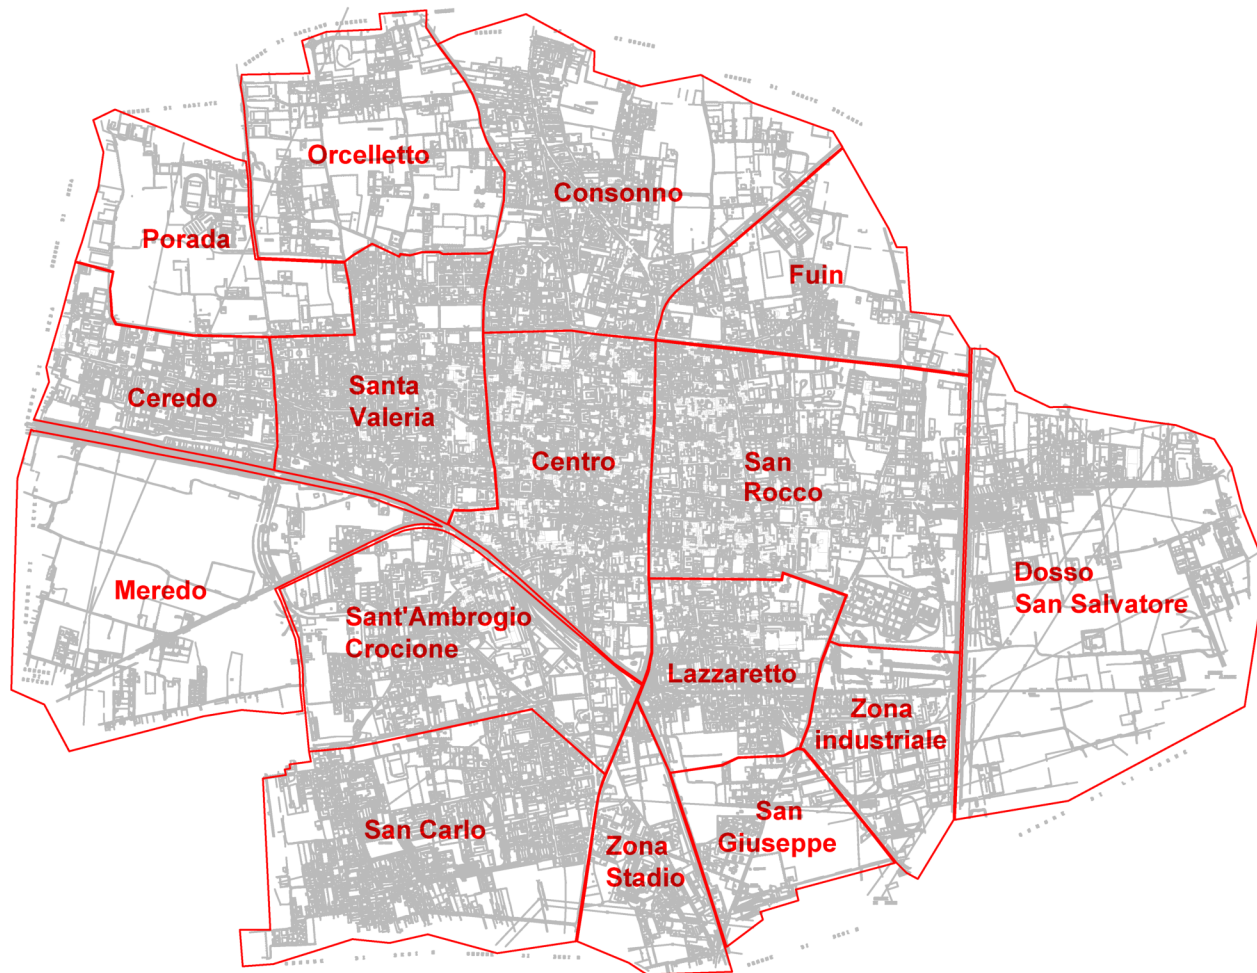 Orcelletto
Consonno
Porada
Fuin
Ceredo
Santa
Valeria
Centro
San
Rocco
Meredo
Dosso
San Salvatore
Sant'Ambrogio
Crocione
Lazzaretto
Zona
industriale
San Carlo
San
Giuseppe
Zona
Stadio